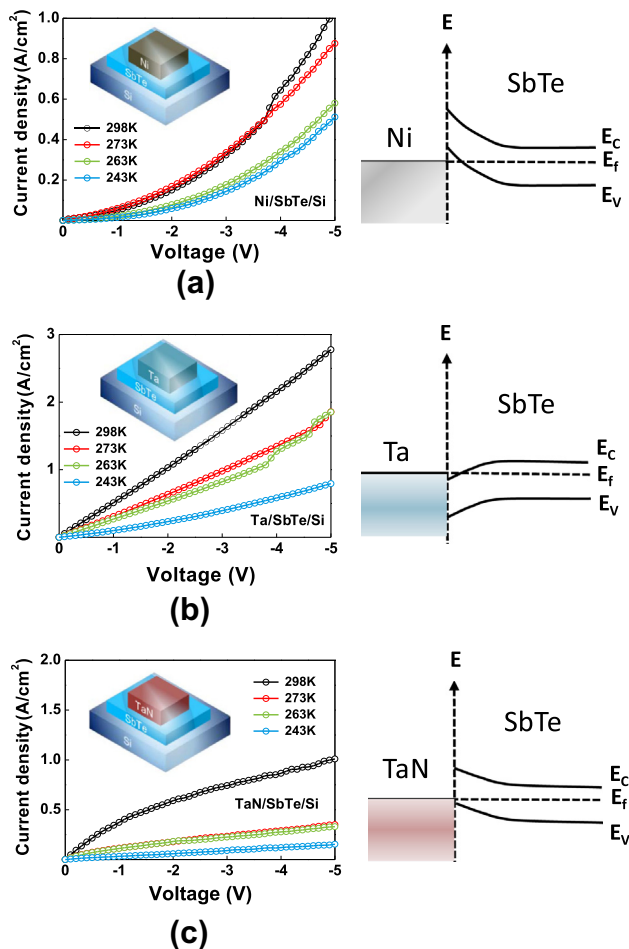 Current density(A/cm²)
1.0
0.8
0.6
0.4
0.2
Ni
SbTe
Si
298K
273K
263K
243K
Ni/SbTe/Si
0 -1 -2 -3 -4 -5
Voltage (V)
(a)
E
SbTe
Ni
E_C
E_f
E_V
Current density(A/cm²)
3
2
1
Ta
SbTe
Si
298K
273K
263K
243K
Ta/SbTe/Si
0 -1 -2 -3 -4 -5
Voltage (V)
(b)
E
SbTe
Ta
E_C
E_f
E_V
Current density(A/cm²)
2.0
1.5
1.0
0.5
TaN
SbTe
Si
298K
273K
263K
243K
TaN/SbTe/Si
0 -1 -2 -3 -4 -5
Voltage (V)
(c)
E
SbTe
TaN
E_C
E_f
E_V